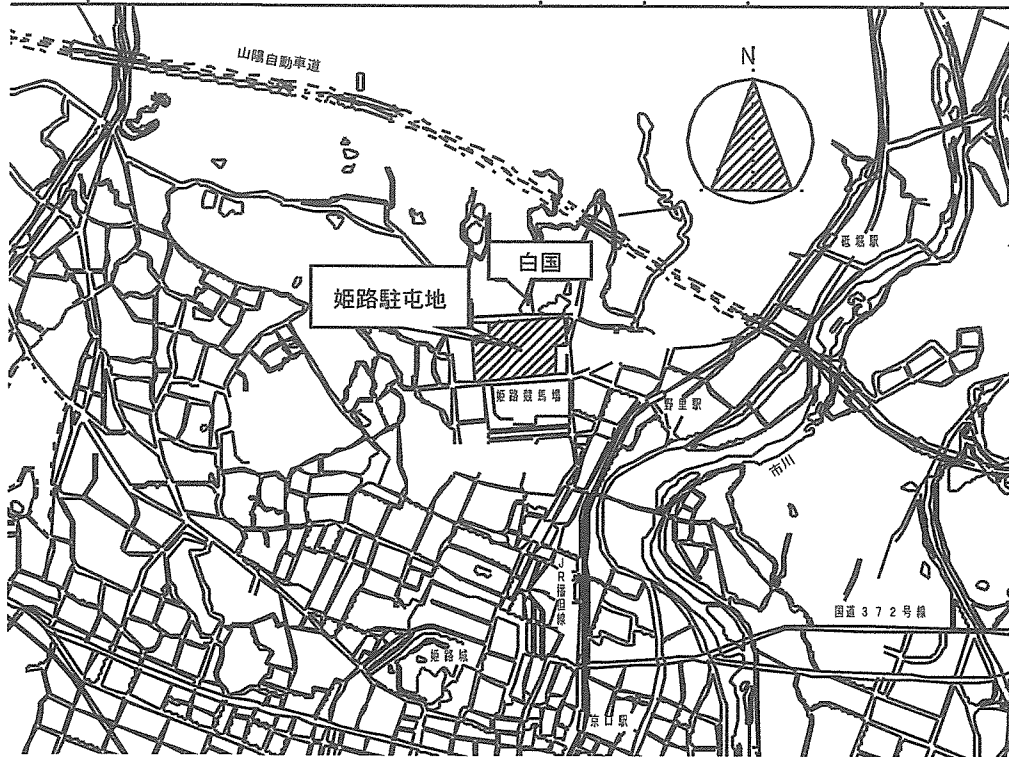 山陽自動車道
N
砥堀駅
白国
姫路駐屯地
姫路競馬場
野里駅
市川
JR播但線
国道372号線
姫路城
京口駅